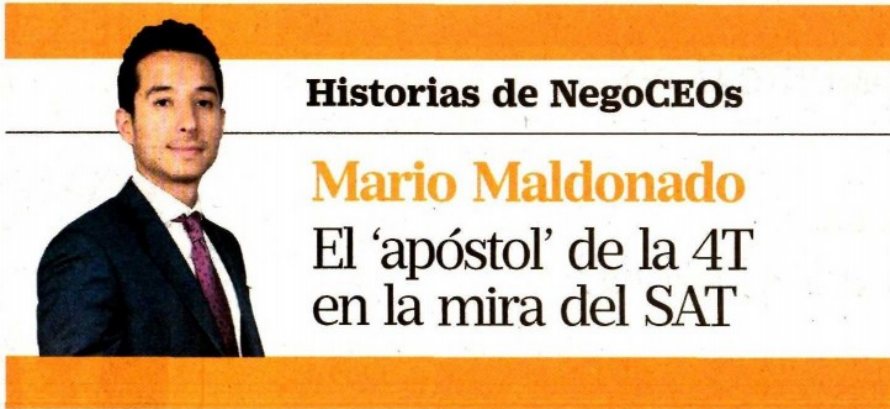 Historias de NegoCEOs
Mario Maldonado
El ‘apóstol’ de la 4T
en la mira del SAT